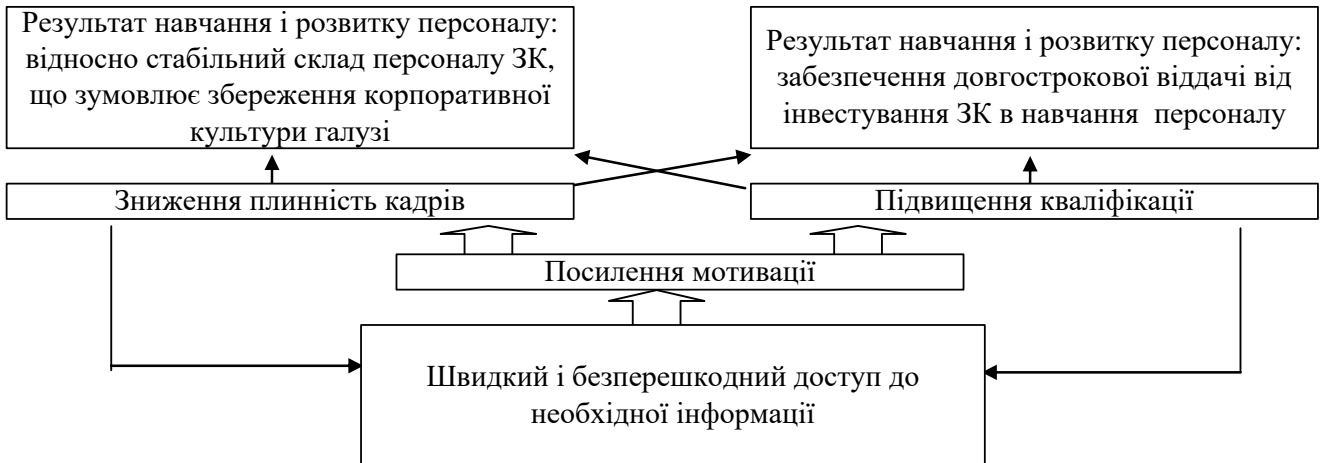 Результат навчання і розвитку персоналу:
відносно стабільний склад персоналу ЗК,
що зумовлює збереження корпоративної
культури галузі
Результат навчання і розвитку персоналу:
забезпечення довгострокової віддачі від
інвестування ЗК в навчання персоналу
Зниження плинність кадрів
Підвищення кваліфікації
Посилення мотивації
Швидкий і безперешкодний доступ до
необхідної інформації